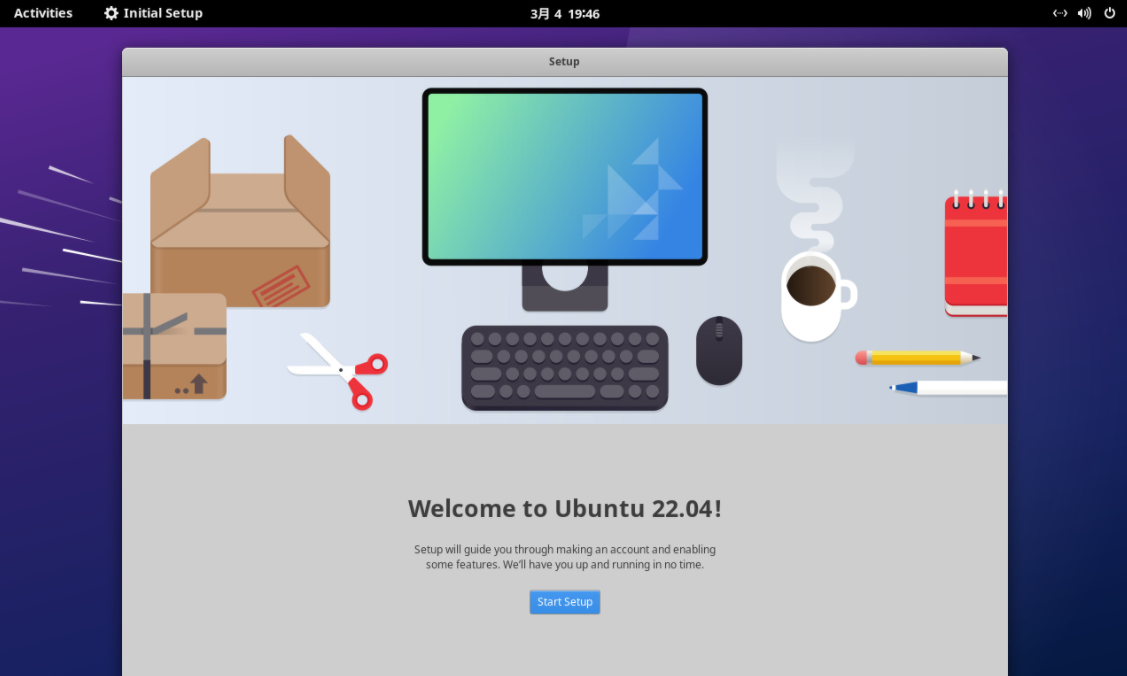 Activities
Initial Setup
3月 4 19:46
Setup
Welcome to Ubuntu 22.04!
Setup will guide you through making an account and enabling
some features. We'll have you up and running in no time.
Start Setup